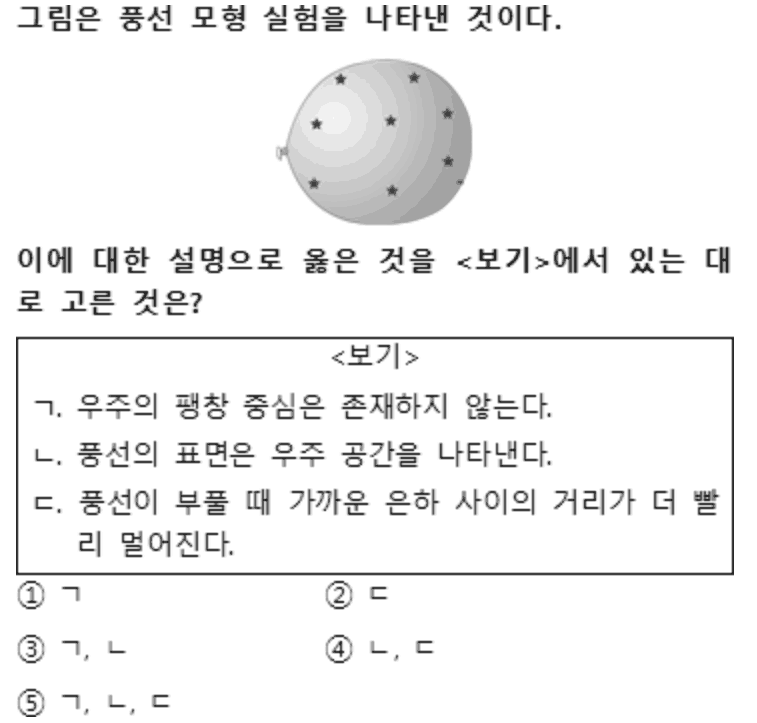 그림은 풍선 모형 실험을 나타낸 것이다.
이에 대한 설명으로 옳은 것을 <보기>에서 있는 대
로 고른 것은?
<보기>
ㄱ. 우주의 팽창 중심은 존재하지 않는다.
ㄴ. 풍선의 표면은 우주 공간을 나타낸다.
ㄷ. 풍선이 부풀 때 가까운 은하 사이의 거리가 더 빨
리 멀어진다.
① ㄱ ② ㄷ
③ ㄱ, ㄴ ④ ㄴ, ㄷ
⑤ ㄱ, ㄴ, ㄷ